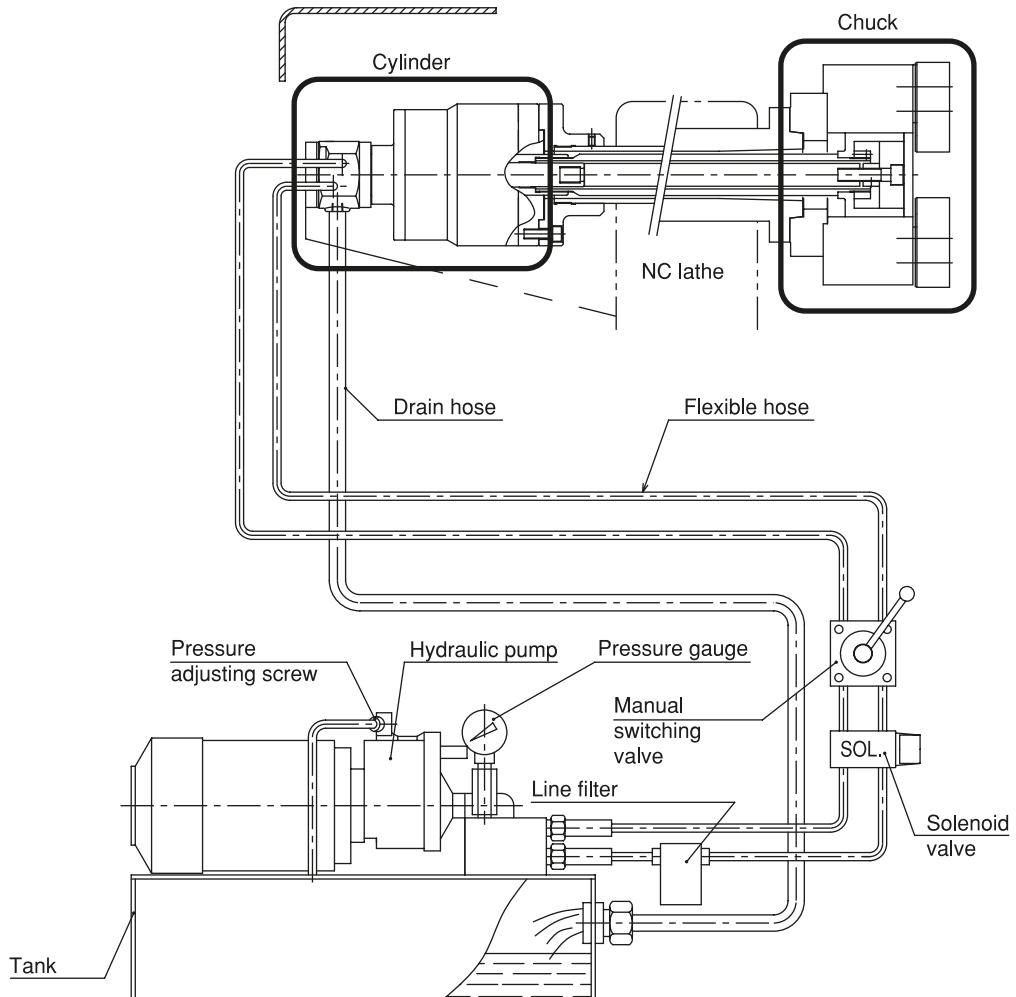 Chuck
Cylinder
NC lathe
Drain hose
Flexible hose
Pressure
adjusting screw
Hydraulic pump
Pressure gauge
Manual
switching
valve
SOL.
Line filter
Solenoid
valve
Tank